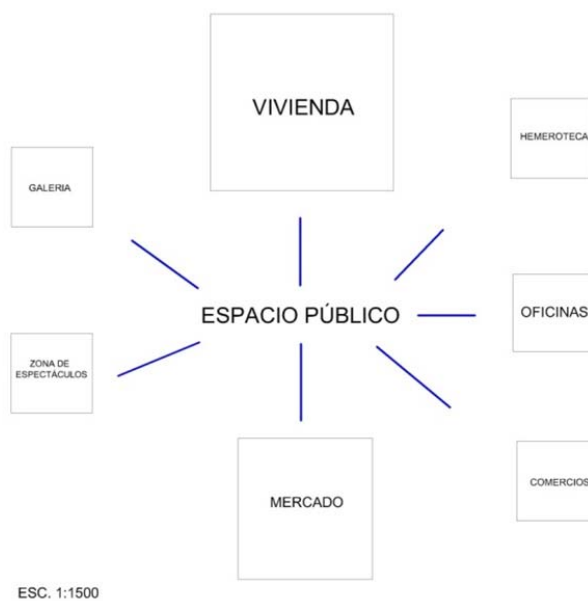 VIVIENDA
HEMEROTECA
GALERIA
ESPACIO PÚBLICO
OFICINAS
ZONA DE
ESPECTÁCULOS
MERCADO
COMERCIOS
ESC. 1:1500